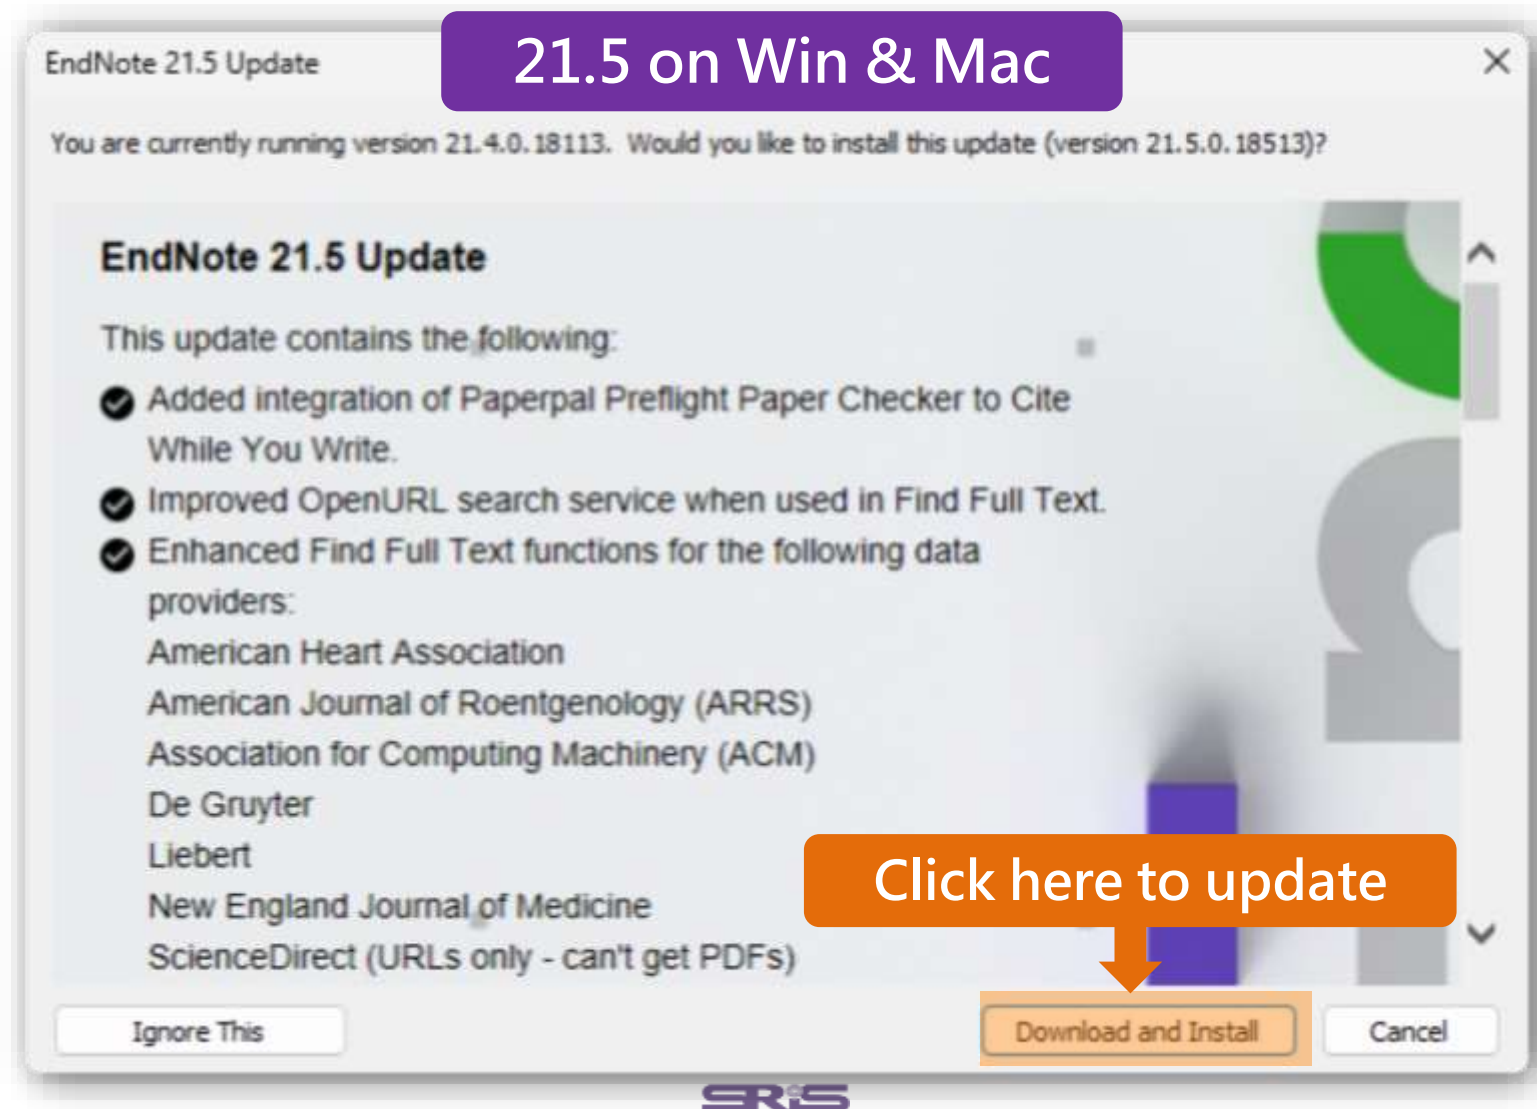 21.5 on Win & Mac
EndNote 21.5 Update
You are currently running version 21.4.0.18113. Would you like to install this update (version 21.5.0.18513)?
EndNote 21.5 Update
This update contains the following:
Added integration of Paperpal Preflight Paper Checker to Cite
While You Write.
Improved OpenURL search service when used in Find Full Text.
Enhanced Find Full Text functions for the following data
providers:
American Heart Association
American Journal of Roentgenology (ARRS)
Association for Computing Machinery (ACM)
De Gruyter
Liebert
New England Journal of Medicine
ScienceDirect (URLs only - can't get PDFs)
Click here to update
Ignore This
Download and Install
Cancel
SRIS